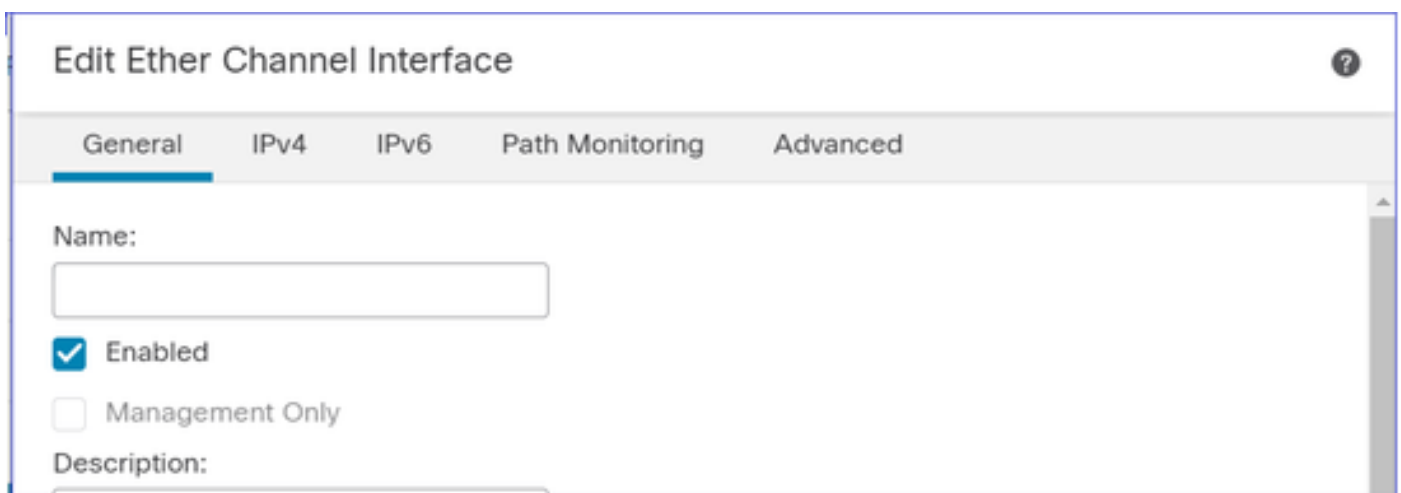 Edit Ether Channel Interface
General IPv4 IPv6 Path Monitoring Advanced
Name:
Enabled
Management Only
Description: